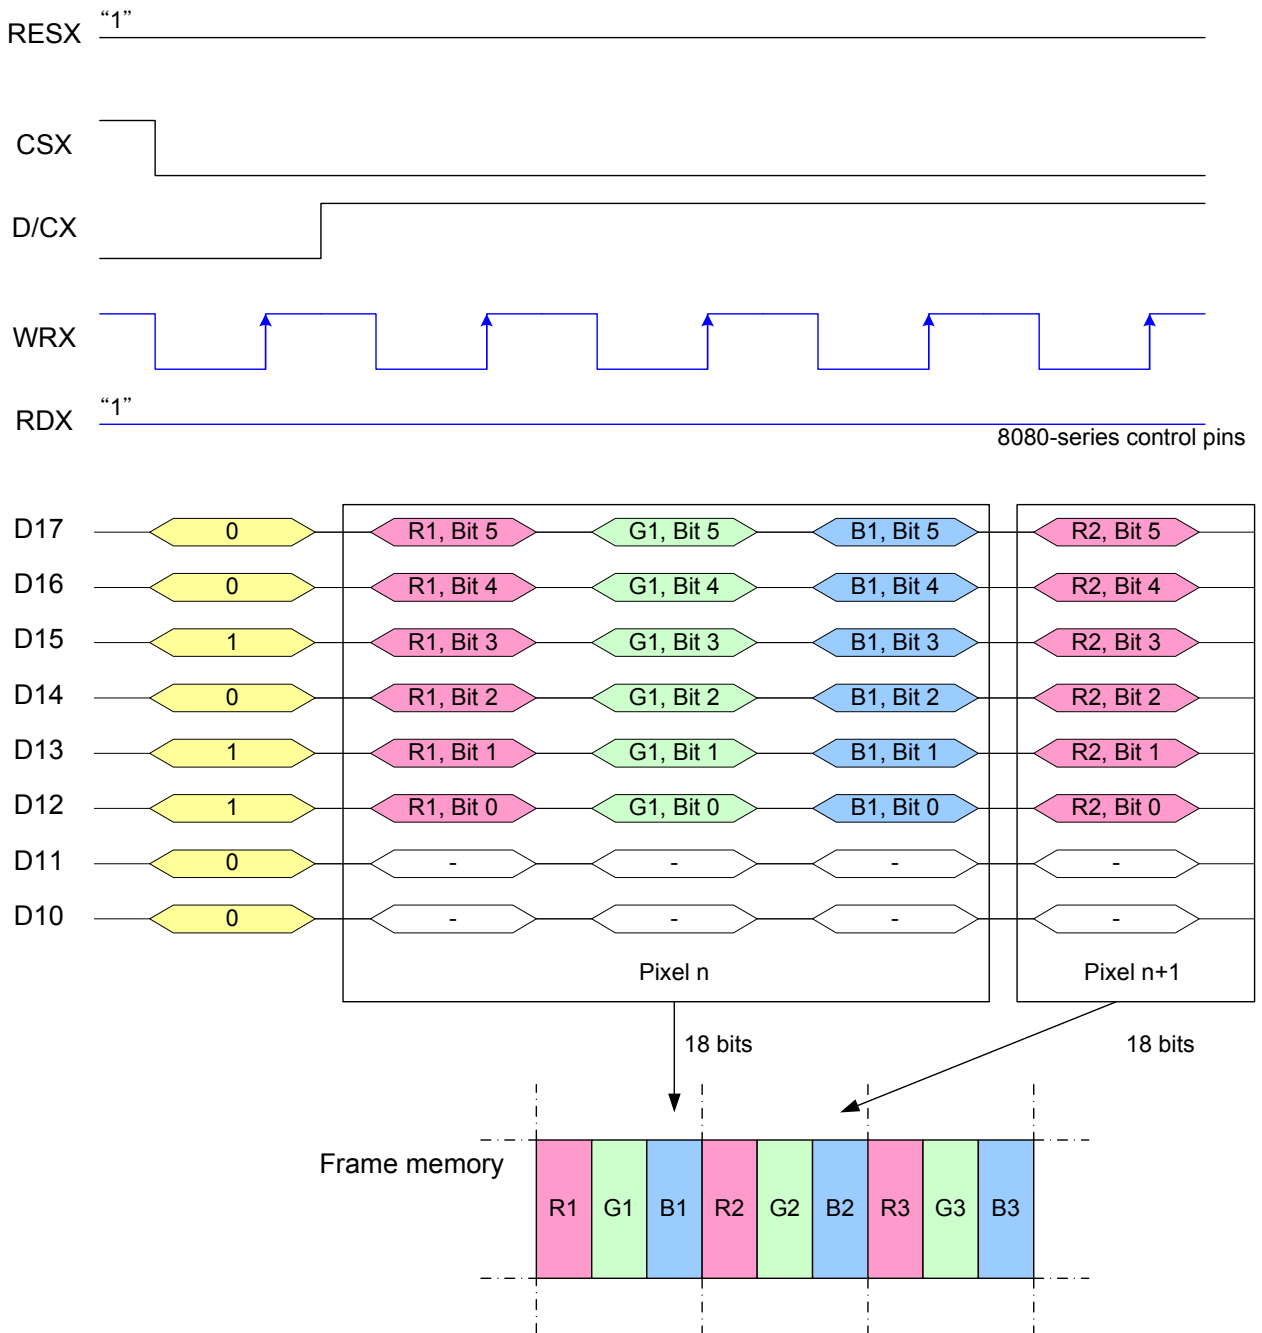 RESX “1”
CSX
D/CX
WRX
RDX “1”
8080-series control pins
D17 0 R1, Bit 5 G1, Bit 5 B1, Bit 5 R2, Bit 5
D16 0 R1, Bit 4 G1, Bit 4 B1, Bit 4 R2, Bit 4
D15 1 R1, Bit 3 G1, Bit 3 B1, Bit 3 R2, Bit 3
D14 0 R1, Bit 2 G1, Bit 2 B1, Bit 2 R2, Bit 2
D13 1 R1, Bit 1 G1, Bit 1 B1, Bit 1 R2, Bit 1
D12 1 R1, Bit 0 G1, Bit 0 B1, Bit 0 R2, Bit 0
D11 0 - - - -
D10 0 - - - -
Pixel n Pixel n+1
18 bits 18 bits
Frame memory
R1 G1 B1 R2 G2 B2 R3 G3 B3